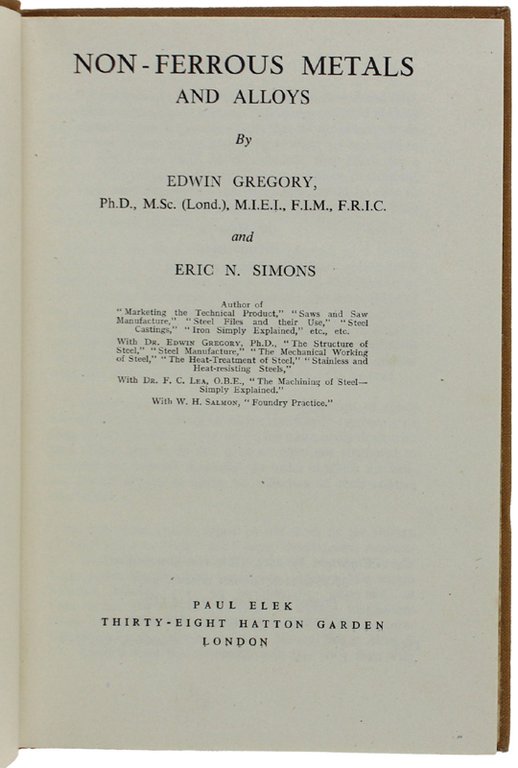 NON-FERROUS METALS
AND ALLOYS
By
EDWIN GREGORY,
Ph.D., M.Sc. (Lond.), M.I.E.I., F.I.M., F.R.I.C.
and
ERIC N. SIMONS
Author of
"Marketing the Technical Product," "Saws and Saw
Manufacture," "Steel Files and their Use," "Steel
Castings," "Iron Simply Explained," etc., etc.
With DR. EDWIN GREGORY, Ph.D., "The Structure of
Steel," "Steel Manufacture," "The Mechanical Working
of Steel," "The Heat-Treatment of Steel," "Stainless and
Heat-resisting Steels,"
With DR. F. C. LEA, O.B.E., "The Machining of Steel—
Simply Explained."
With W. H. SALMON, "Foundry Practice."
PAUL ELEK
THIRTY-EIGHT HATTON GARDEN
LONDON